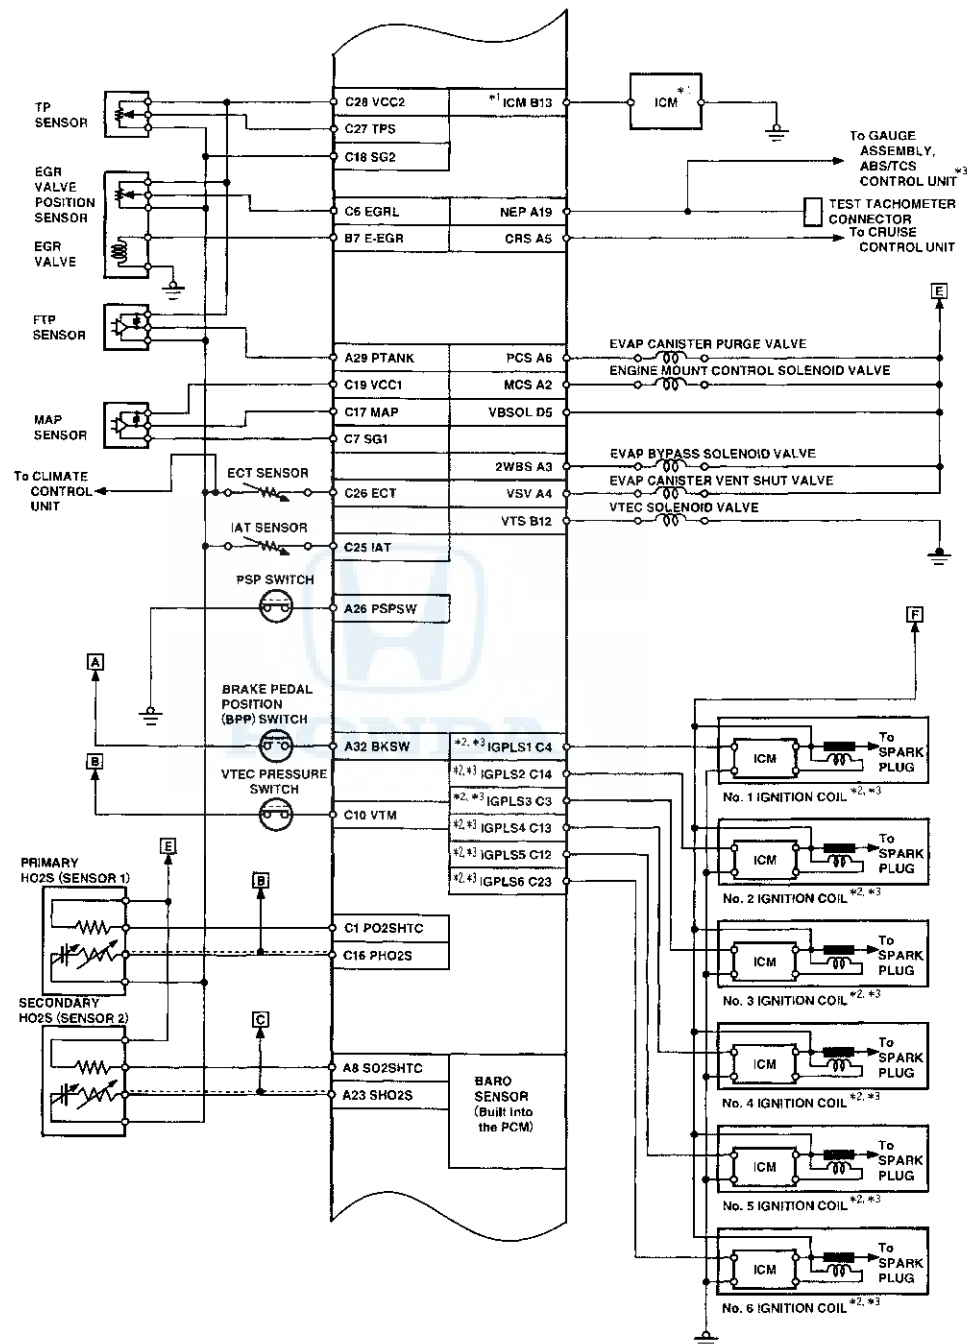 TP
SENSOR
C28 VCC2
C27 TPS
C18 SG2
*1 ICM B13
ICM *1
To GAUGE
ASSEMBLY,
ABS/TCS
CONTROL UNIT *3
EGR
VALVE
POSITION
SENSOR
EGR
VALVE
C6 EGRL
B7 E-EGR
NEP A19
CRS A5
TEST TACHOMETER
CONNECTOR
To CRUISE
CONTROL UNIT
E
FTP
SENSOR
A29 PTANK
PCS A6
EVAP CANISTER PURGE VALVE
C19 VCC1
MCS A2
ENGINE MOUNT CONTROL SOLENOID VALVE
MAP
SENSOR
C17 MAP
VBSOL D5
C7 SG1
2WBS A3
EVAP BYPASS SOLENOID VALVE
To CLIMATE
CONTROL
UNIT
ECT SENSOR
C26 ECT
VSV A4
EVAP CANISTER VENT SHUT VALVE
VTS B12
VTEC SOLENOID VALVE
IAT SENSOR
C25 IAT
PSP SWITCH
A26 PSPSW
HONDA
F
A
BRAKE PEDAL
POSITION
(BPP) SWITCH
A32 BKSW
*2, *3 IGPLS1 C4
*2, *3 IGPLS2 C14
*2, *3 IGPLS3 C3
*2, *3 IGPLS4 C13
*2, *3 IGPLS5 C12
*2, *3 IGPLS6 C23
B
VTEC PRESSURE
SWITCH
C10 VTM
ICM
To
SPARK
PLUG
No. 1 IGNITION COIL *2, *3
ICM
To
SPARK
PLUG
No. 2 IGNITION COIL *2, *3
E
PRIMARY
HO2S (SENSOR 1)
B
C1 PO2SHTC
C16 PHO2S
ICM
To
SPARK
PLUG
No. 3 IGNITION COIL *2, *3
SECONDARY
HO2S (SENSOR 2)
C
A8 SO2SHTC
A23 SHO2S
BARO
SENSOR
(Built into
the PCM)
ICM
To
SPARK
PLUG
No. 4 IGNITION COIL *2, *3
ICM
To
SPARK
PLUG
No. 5 IGNITION COIL *2, *3
ICM
To
SPARK
PLUG
No. 6 IGNITION COIL *2, *3